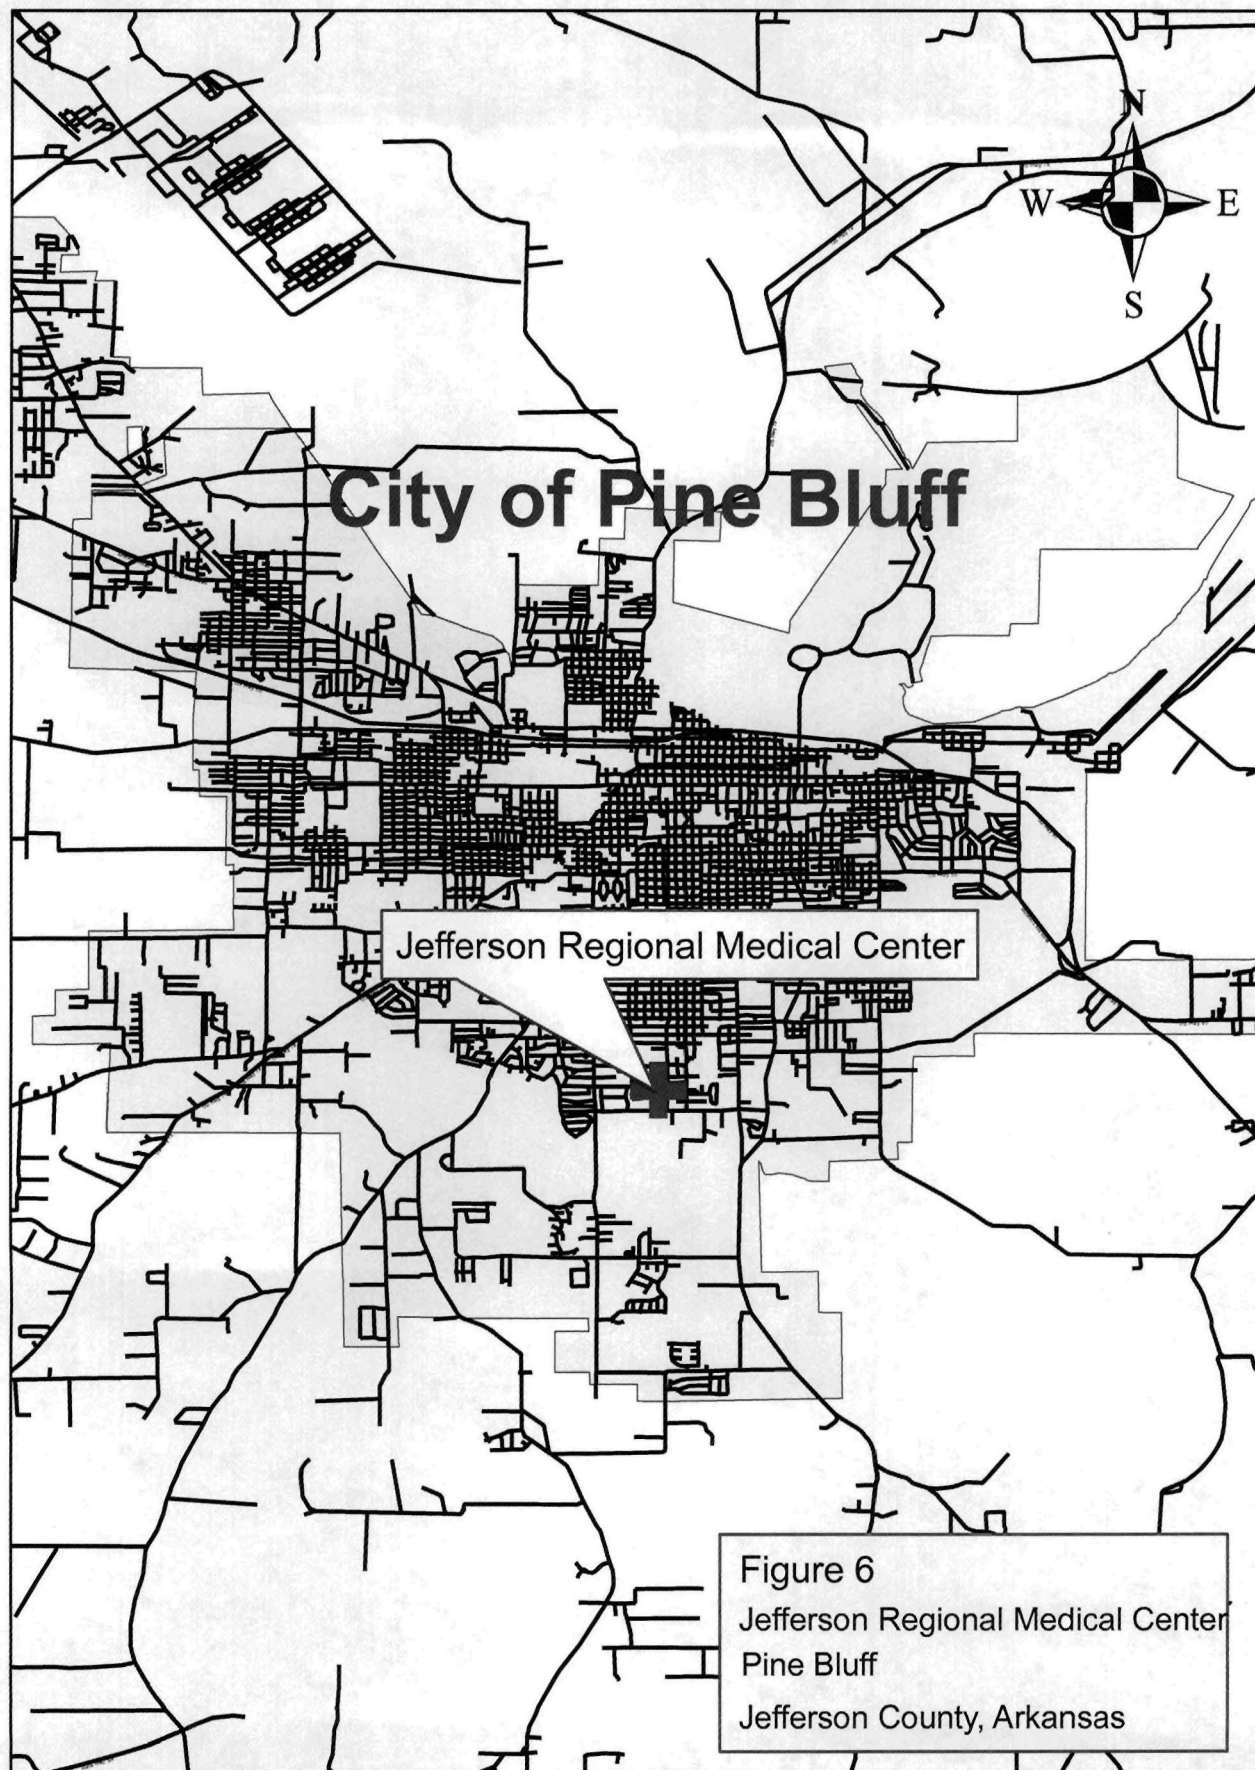 N
W E
S
City of Pine Bluff
Jefferson Regional Medical Center
Figure 6
Jefferson Regional Medical Center
Pine Bluff
Jefferson County, Arkansas